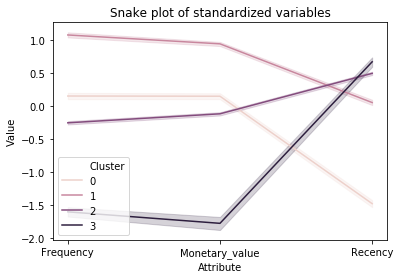 Snake plot of standardized variables
1.0
0.5
0.0
−0.5
−1.0
−1.5
−2.0
Value
Cluster
0
1
2
3
Frequency
Monetary_value
Recency
Attribute